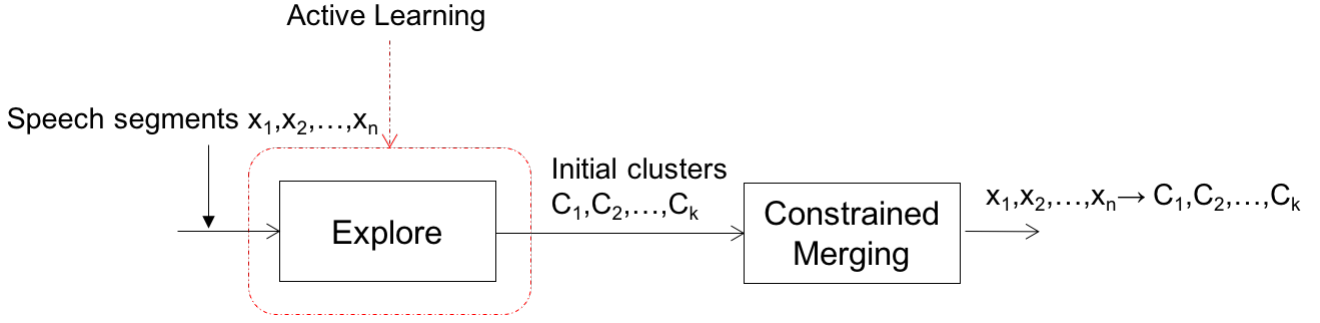 Active Learning
Speech segments x₁,x₂,…,xₙ
Explore
Initial clusters
C₁,C₂,…,Cₖ
Constrained
Merging
x₁,x₂,…,xₙ→ C₁,C₂,…,Cₖ